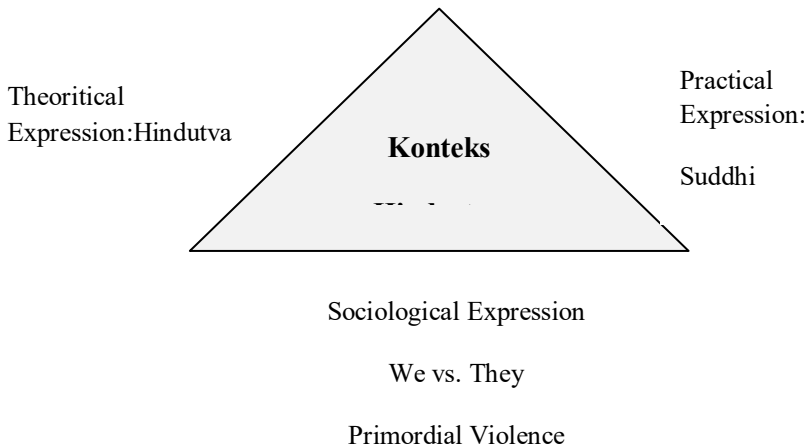 Theoritical
Expression:Hindutva
Practical
Expression:
Suddhi
Konteks
Sociological Expression
We vs. They
Primordial Violence